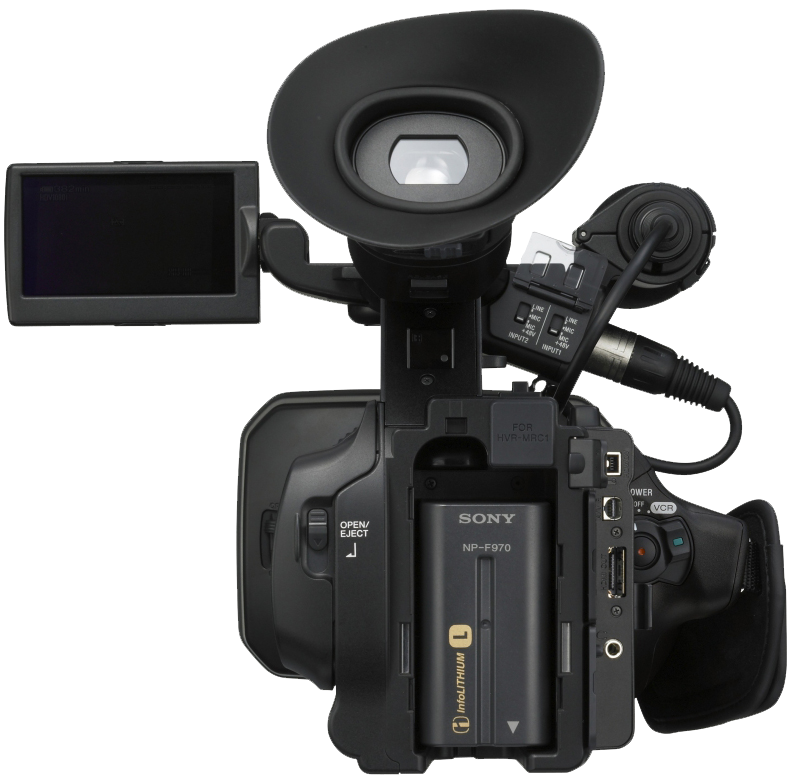 LINE
MIC
MIC
+48V
INPUT2
LINE
MIC
MIC
+48V
INPUT1
FOR
HVR-MRC1
OWER
OFF
VCR
OPEN/
EJECT
SONY
NP-F970
InfoLITHIUM L